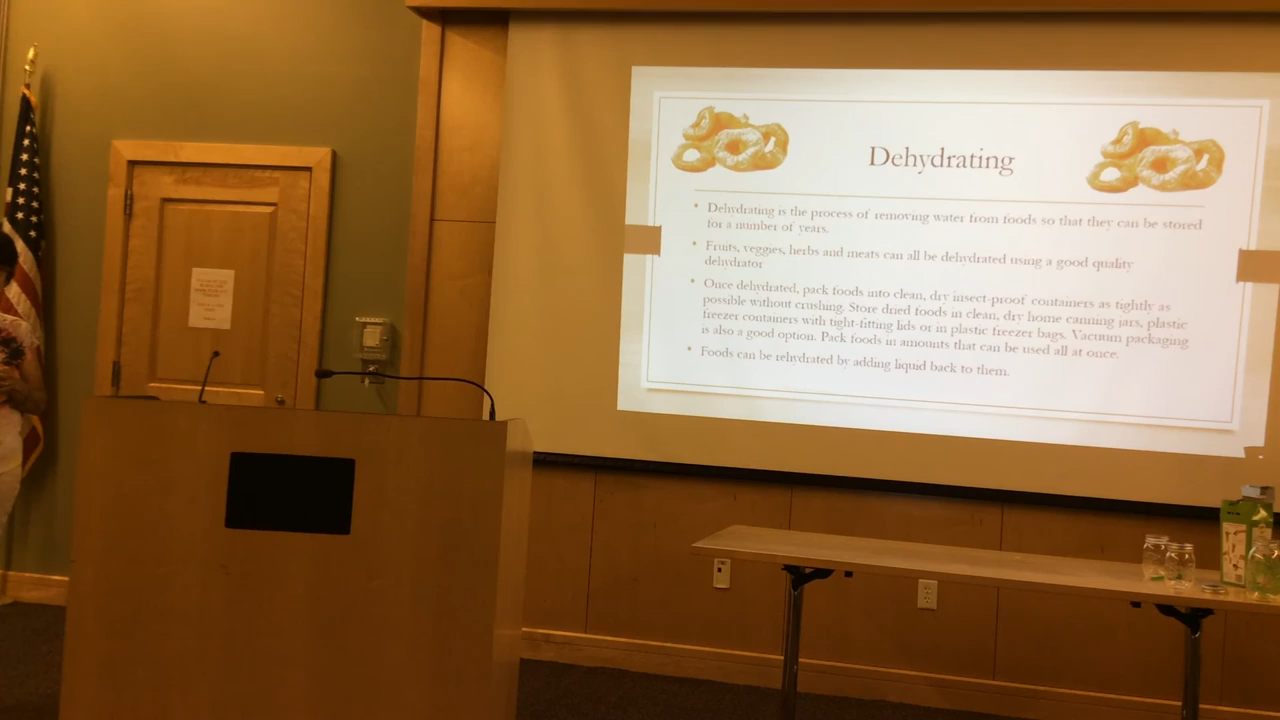 Dehydrating
• Dehydrating is the process of removing water from foods so that they can be stored
for a number of years.
• Fruits, veggies, herbs and meats can all be dehydrated using a good quality
dehydrator
• Once dehydrated, pack foods into clean, dry insect-proof containers as tightly as
possible without crushing. Store dried foods in clean, dry home canning jars, plastic
freezer containers with tight-fitting lids or in plastic freezer bags. Vacuum packaging
is also a good option. Pack foods in amounts that can be used all at once.
• Foods can be rehydrated by adding liquid back to them.